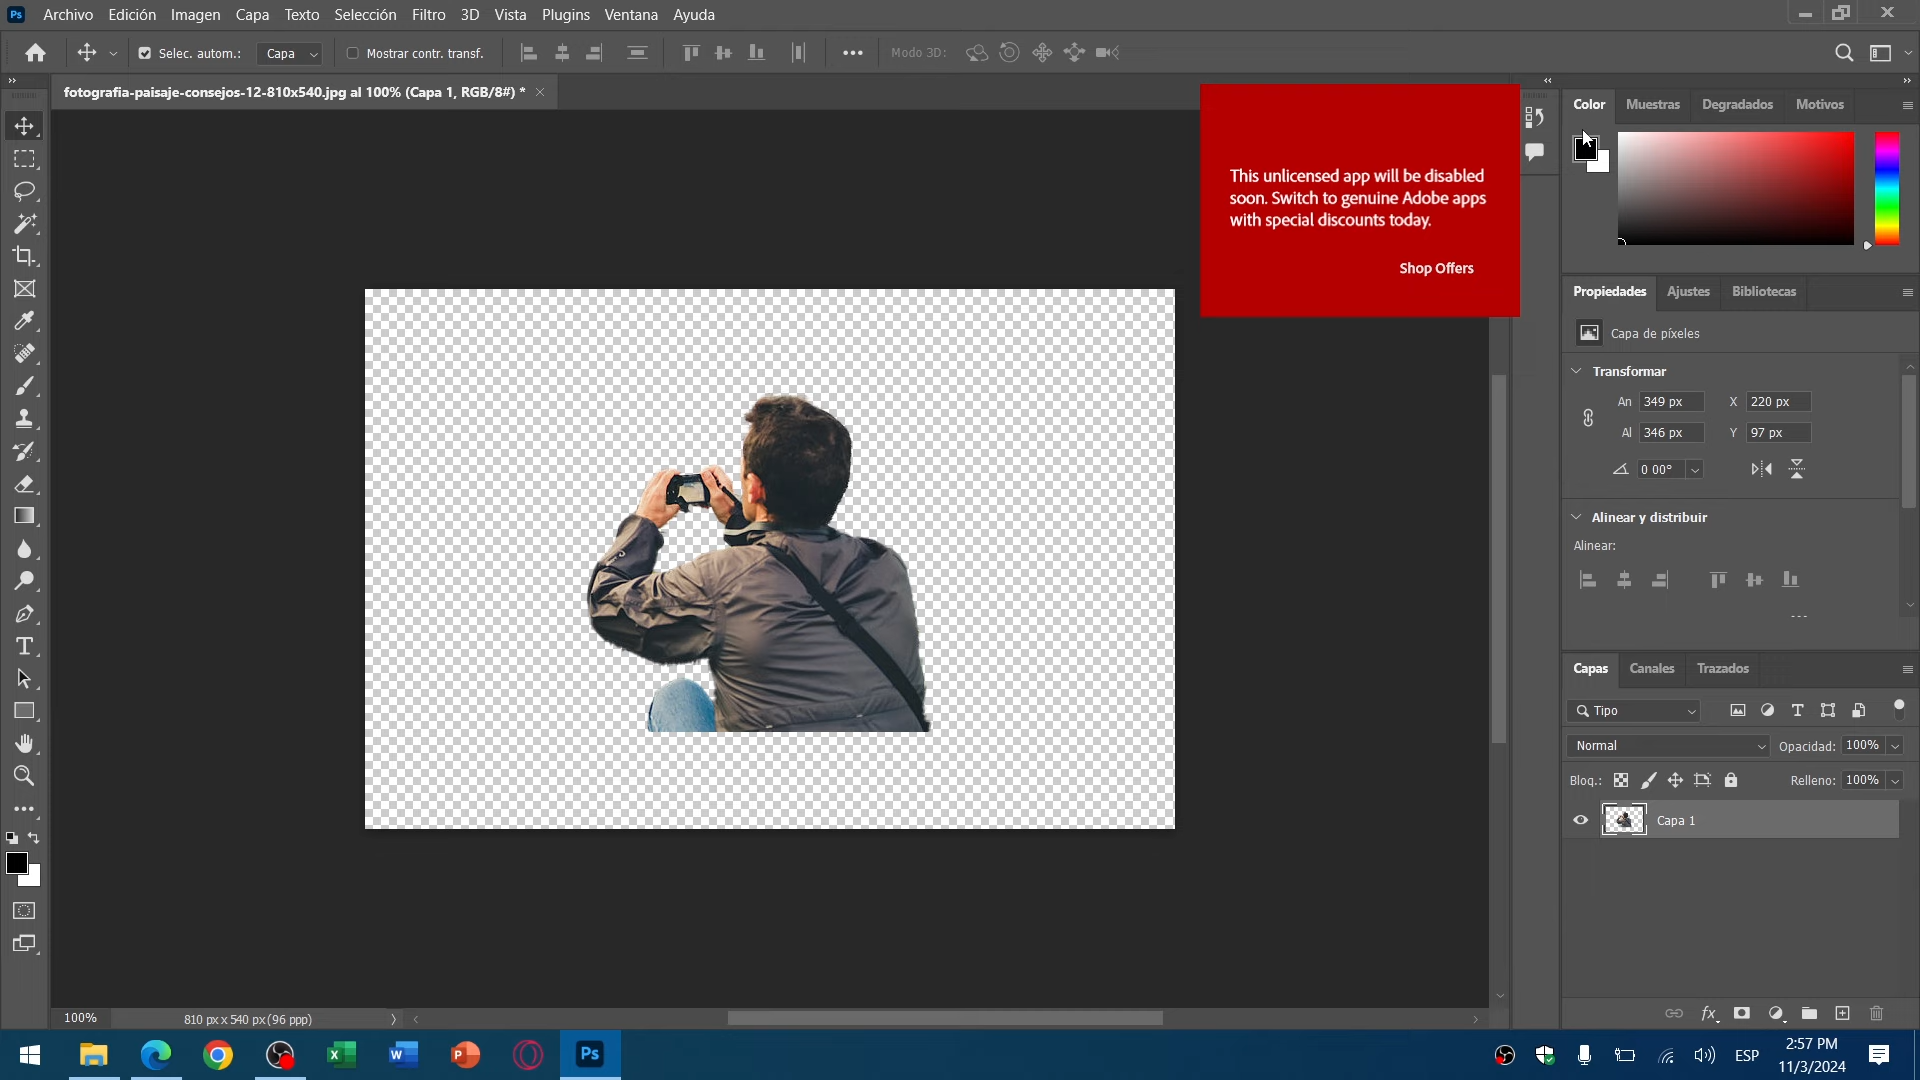 Ps Archivo Edición Imagen Capa Texto Selección Filtro 3D Vista Plugins Ventana Ayuda
Selec. autom.: Capa Mostrar contr. transf. Modo 3D:
fotografia-paisaje-consejos-12-810x540.jpg al 100% (Capa 1, RGB/8#) *
Color Muestras Degradados Motivos
This unlicensed app will be disabled
soon. Switch to genuine Adobe apps
with special discounts today.
Shop Offers
Propiedades Ajustes Bibliotecas
Capa de píxeles
Transformar
An 349 px X 220 px
Al 346 px Y 97 px
0 00°
Alinear y distribuir
Alinear:
Capas Canales Trazados
Tipo
Normal Opacidad: 100%
Bloq.: Relleno: 100%
Capa 1
100% 810 px x 540 px (96 ppp)
Ps ESP 2:57 PM
11/3/2024